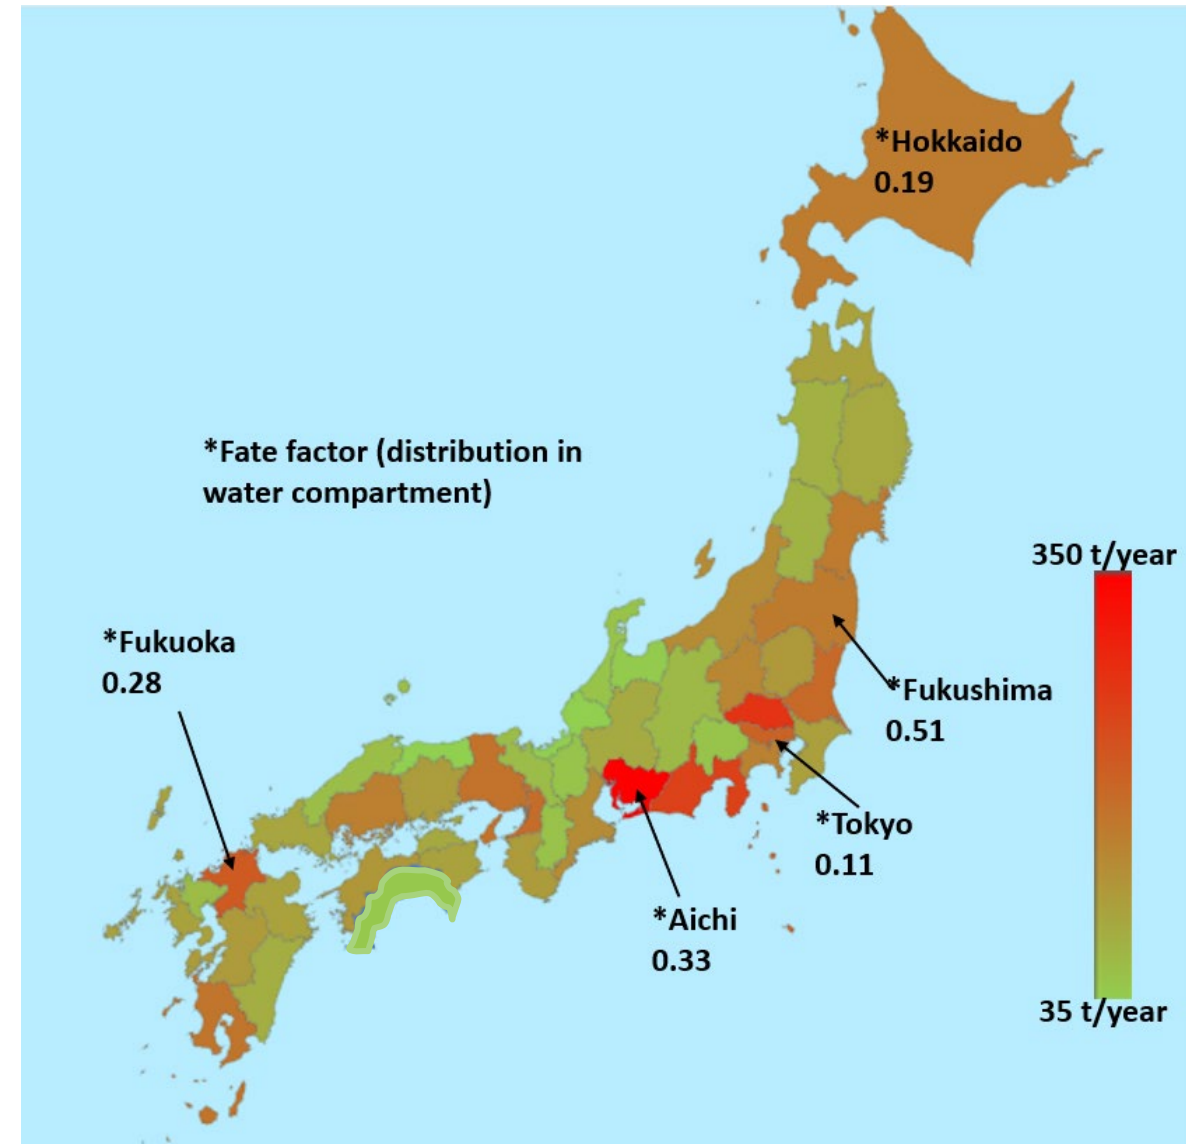 *Hokkaido
0.19
*Fate factor (distribution in
water compartment)
350 t/year
*Fukuoka
0.28
*Fukushima
0.51
*Tokyo
0.11
*Aichi
0.33
35 t/year